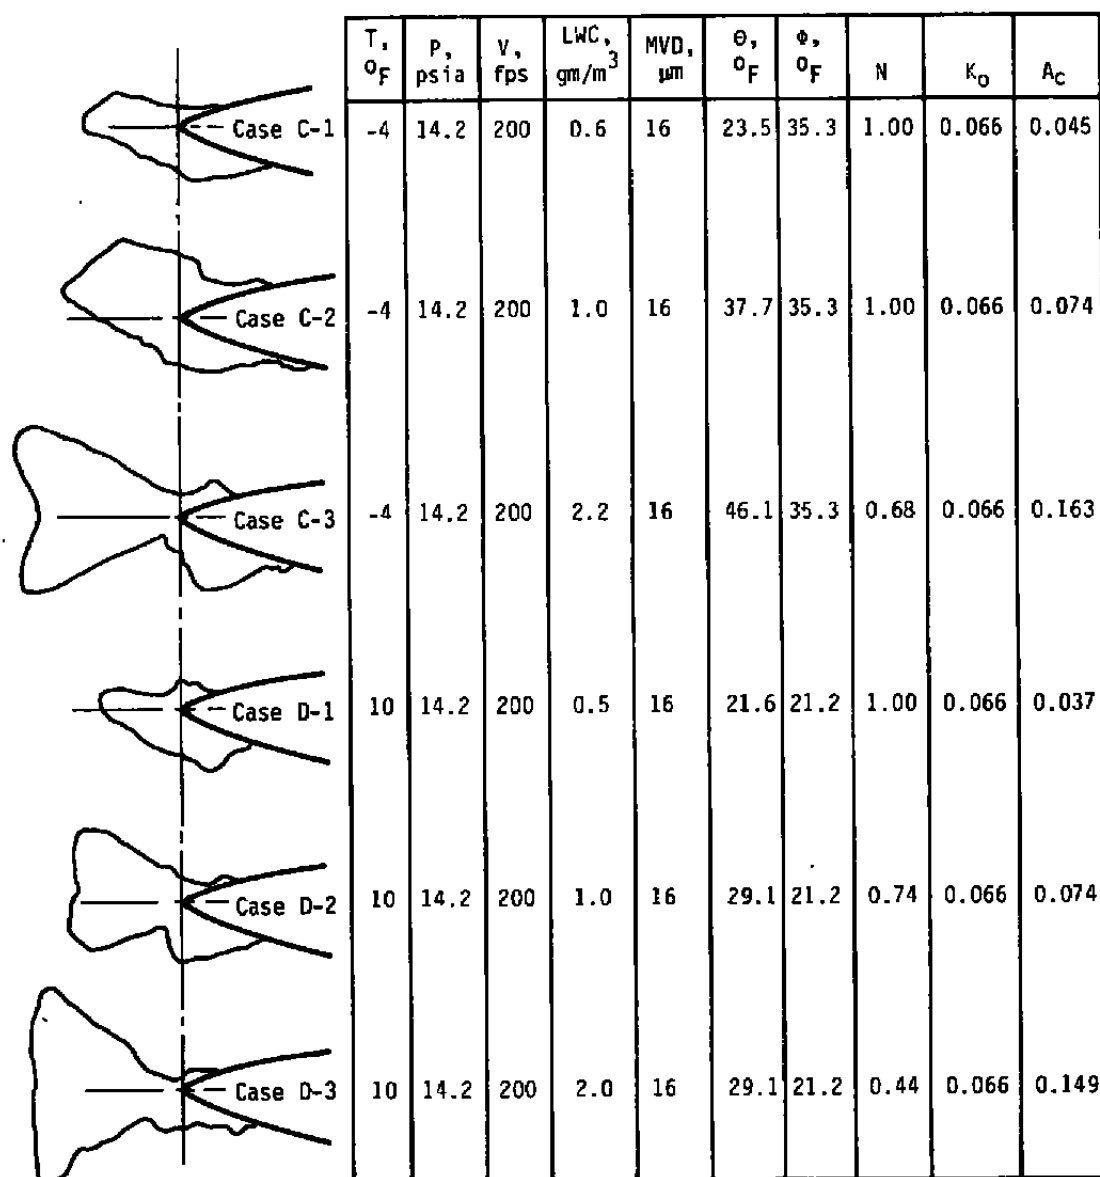 T, °F P, psia V, fps LWC, gm/m³ MVD, µm Θ, °F Φ, °F N K₀ A_C
Case C-1 -4 14.2 200 0.6 16 23.5 35.3 1.00 0.066 0.045
Case C-2 -4 14.2 200 1.0 16 37.7 35.3 1.00 0.066 0.074
Case C-3 -4 14.2 200 2.2 16 46.1 35.3 0.68 0.066 0.163
Case D-1 10 14.2 200 0.5 16 21.6 21.2 1.00 0.066 0.037
Case D-2 10 14.2 200 1.0 16 29.1 21.2 0.74 0.066 0.074
Case D-3 10 14.2 200 2.0 16 29.1 21.2 0.44 0.066 0.149